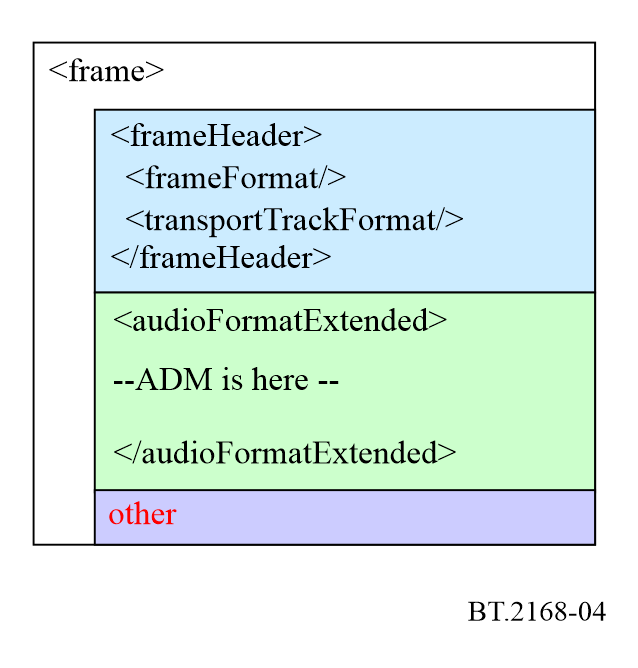 <frame>
<frameHeader>
<frameFormat/>
<transportTrackFormat/>
</frameHeader>
<audioFormatExtended>
--ADM is here --
</audioFormatExtended>
other
BT.2168-04